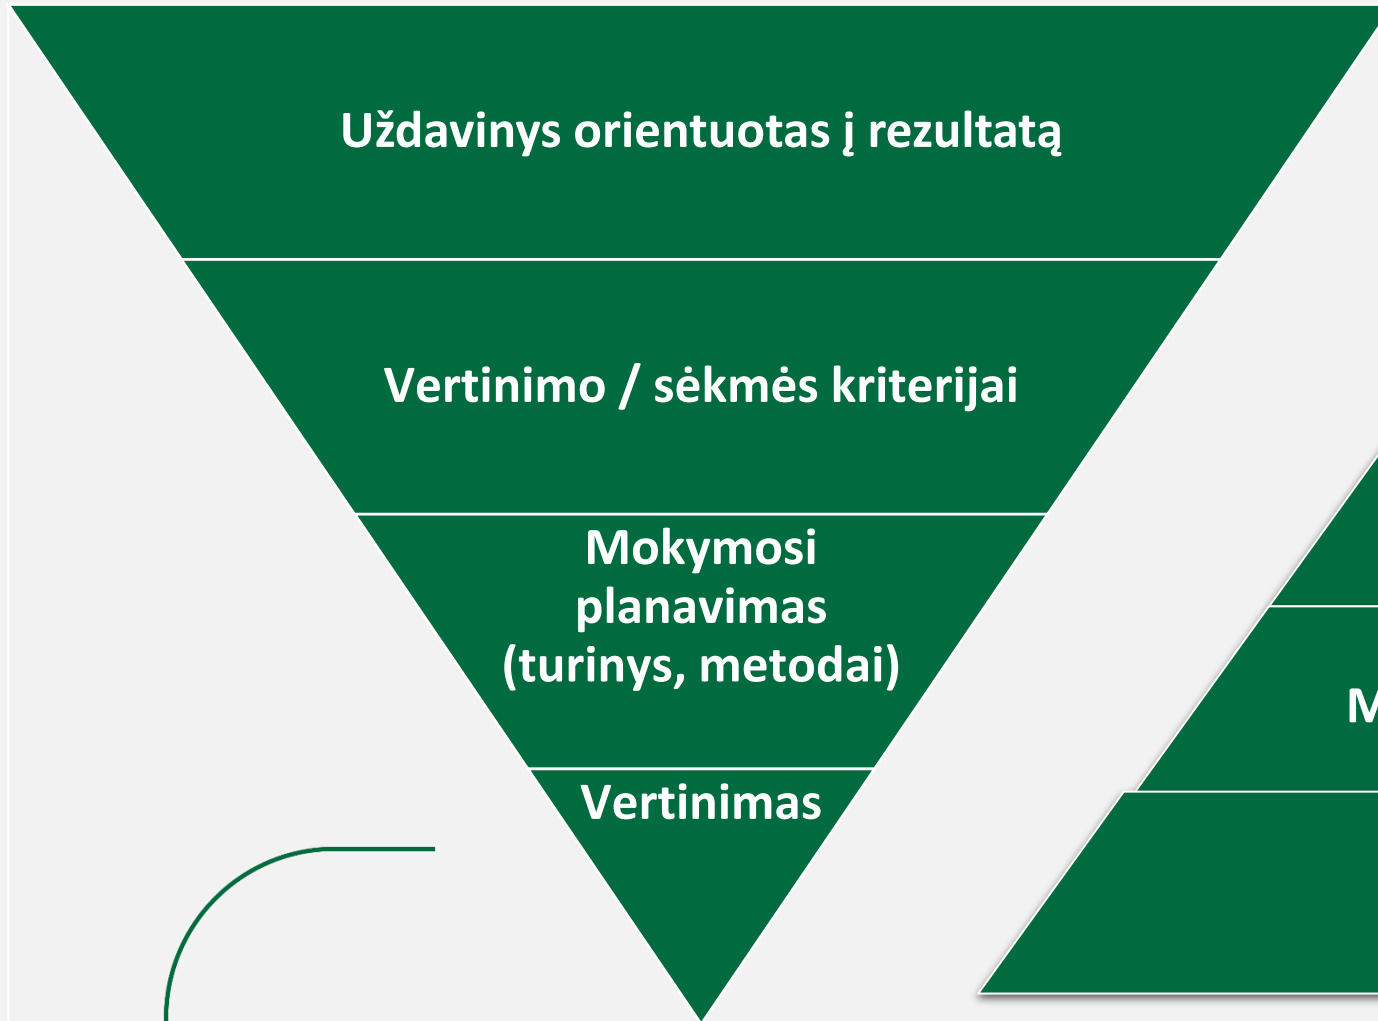 Uždavinys orientuotas į rezultatą
Vertinimo / sėkmės kriterijai
Mokymosi
planavimas
(turinys, metodai)
Vertinimas